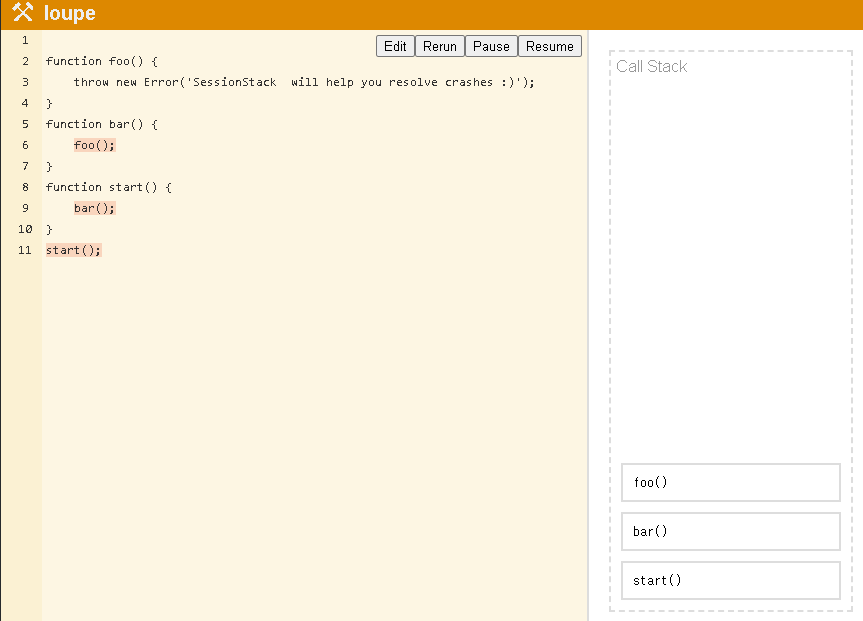 loupe
Edit Rerun Pause Resume
1
2 function foo() {
3 throw new Error('SessionStack  will help you resolve crashes :)');
4 }
5 function bar() {
6 foo();
7 }
8 function start() {
9 bar();
10 }
11 start();
Call Stack
foo()
bar()
start()